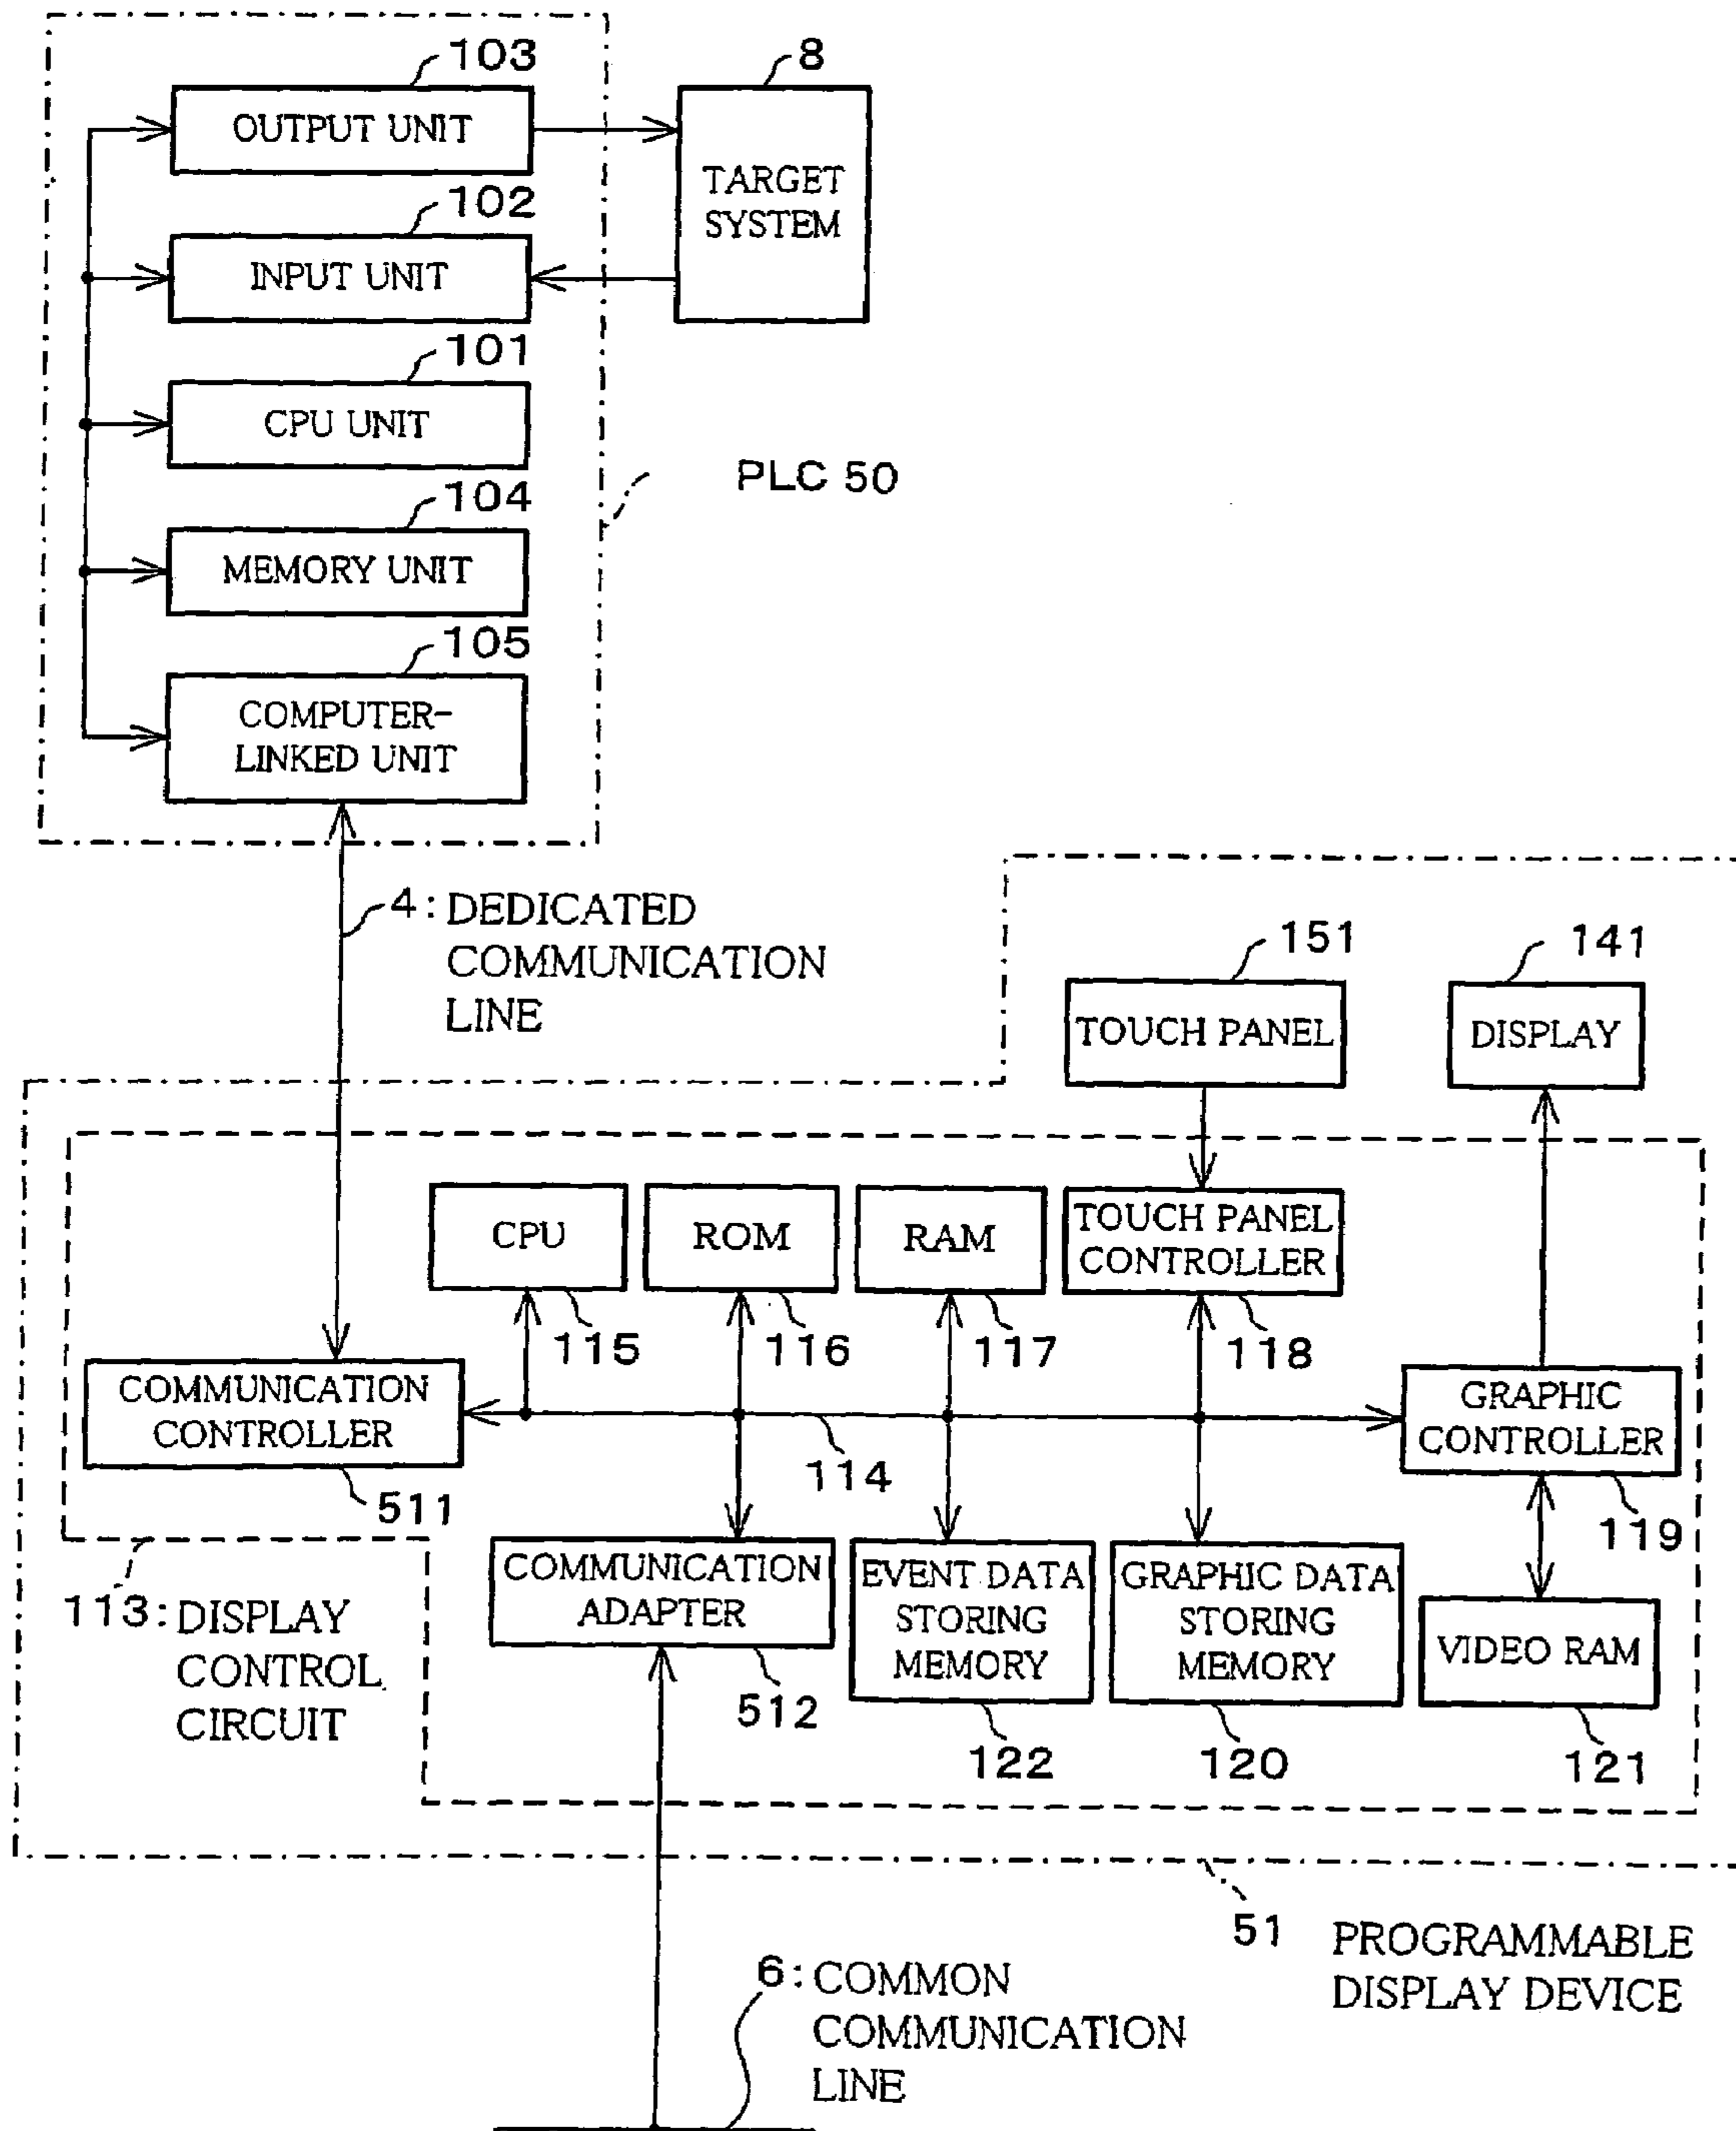 103
OUTPUT UNIT
8
TARGET
SYSTEM
102
INPUT UNIT
101
CPU UNIT
PLC 50
104
MEMORY UNIT
105
COMPUTER-
LINKED UNIT
4: DEDICATED
COMMUNICATION
LINE
151
TOUCH PANEL
141
DISPLAY
CPU
115
ROM
116
RAM
117
TOUCH PANEL
CONTROLLER
118
COMMUNICATION
CONTROLLER
511
114
GRAPHIC
CONTROLLER
119
113: DISPLAY
CONTROL
CIRCUIT
COMMUNICATION
ADAPTER
512
EVENT DATA
STORING
MEMORY
122
GRAPHIC DATA
STORING
MEMORY
120
VIDEO RAM
121
51 PROGRAMMABLE
DISPLAY DEVICE
6: COMMON
COMMUNICATION
LINE